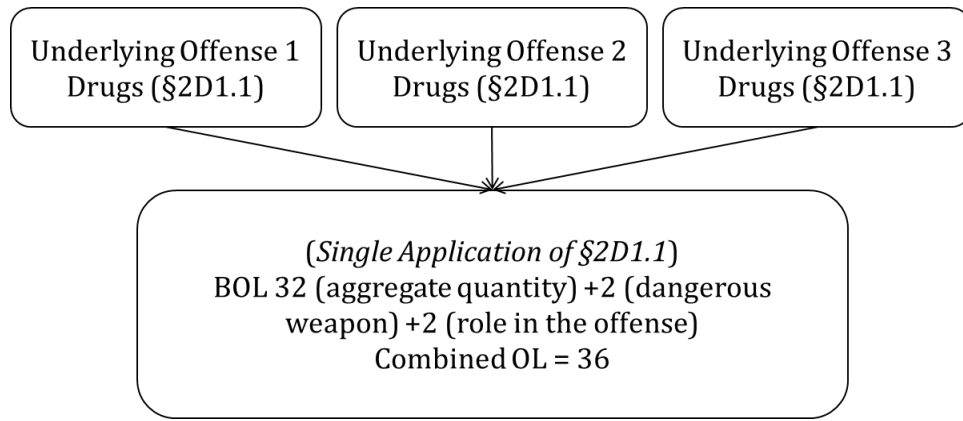 Underlying Offense 1
Drugs (§2D1.1)
Underlying Offense 2
Drugs (§2D1.1)
Underlying Offense 3
Drugs (§2D1.1)
(Single Application of §2D1.1)
BOL 32 (aggregate quantity) +2 (dangerous
weapon) +2 (role in the offense)
Combined OL = 36